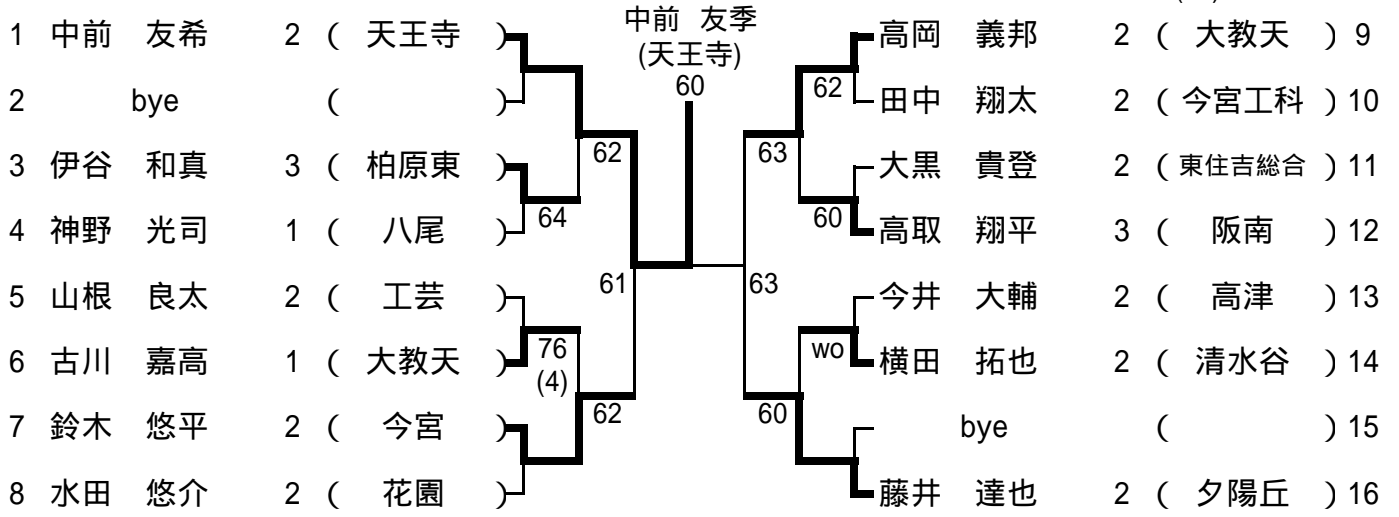 中前 友季
(天王寺)
60
1 中前 友希 2 ( 天王寺 )
2 bye ( )
3 伊谷 和真 3 ( 柏原東 )
4 神野 光司 1 ( 八尾 )
5 山根 良太 2 ( 工芸 )
6 古川 嘉高 1 ( 大教天 )
7 鈴木 悠平 2 ( 今宮 )
8 水田 悠介 2 ( 花園 )
64
76
(4)
62
62
61
高岡 義邦 2 ( 大教天 ) 9
田中 翔太 2 ( 今宮工科 ) 10
大黒 貴登 2 ( 東住吉総合 ) 11
高取 翔平 3 ( 阪南 ) 12
今井 大輔 2 ( 高津 ) 13
横田 拓也 2 ( 清水谷 ) 14
bye ( ) 15
藤井 達也 2 ( 夕陽丘 ) 16
62
60
wo
63
60
63